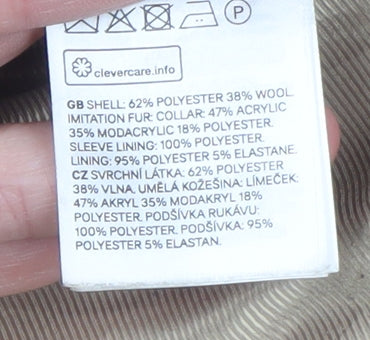 P
clevercare.info
GB SHELL: 62% POLYESTER 38% WOOL.
IMITATION FUR: COLLAR: 47% ACRYLIC
35% MODACRYLIC 18% POLYESTER.
SLEEVE LINING: 100% POLYESTER.
LINING: 95% POLYESTER 5% ELASTANE.
CZ SVRCHNÍ LÁTKA: 62% POLYESTER
38% VLNA. UMĚLÁ KOŽEŠINA: LÍMEČEK:
47% AKRYL 35% MODAKRYL 18%
POLYESTER. PODŠÍVKA RUKÁVU:
100% POLYESTER. PODŠÍVKA: 95%
POLYESTER 5% ELASTAN.